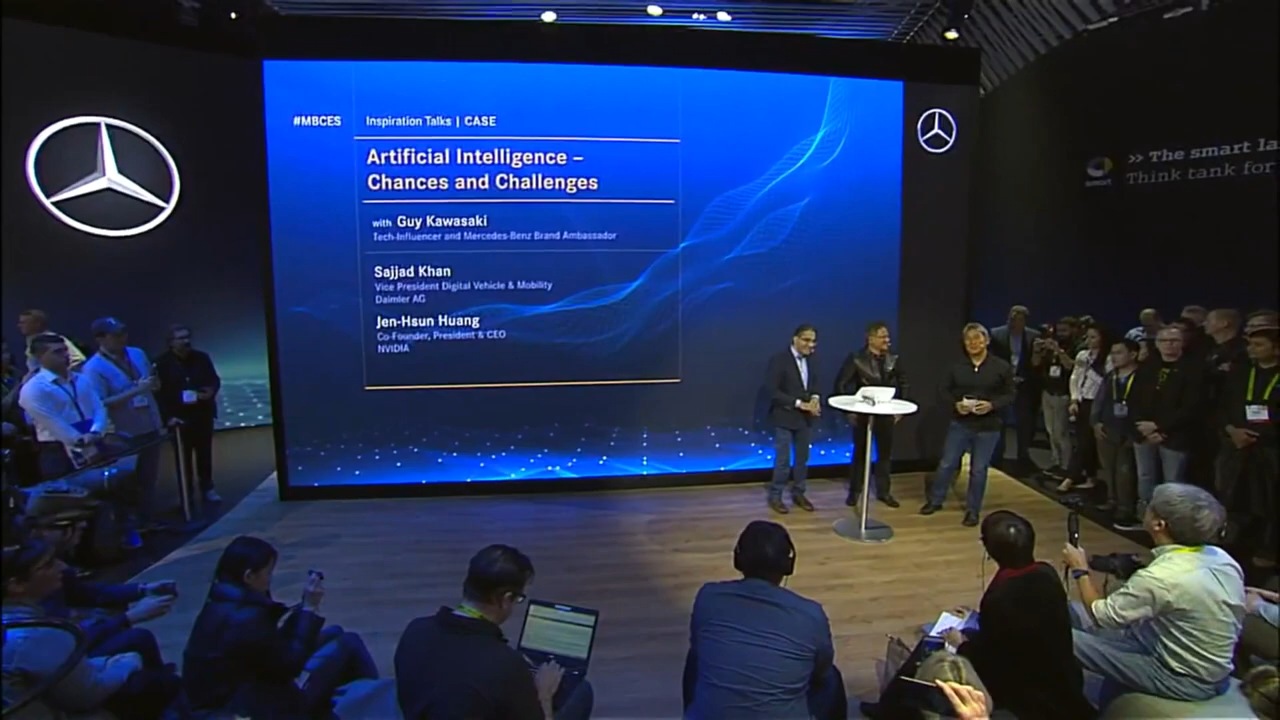 #MBCES
Inspiration Talks | CASE
Artificial Intelligence –
Chances and Challenges
with Guy Kawasaki
Tech-Influencer and Mercedes-Benz Brand Ambassador
Sajjad Khan
Vice President Digital Vehicle & Mobility
Daimler AG
Jen-Hsun Huang
Co-Founder, President & CEO
NVIDIA
smart
>> The smart la
Think tank for